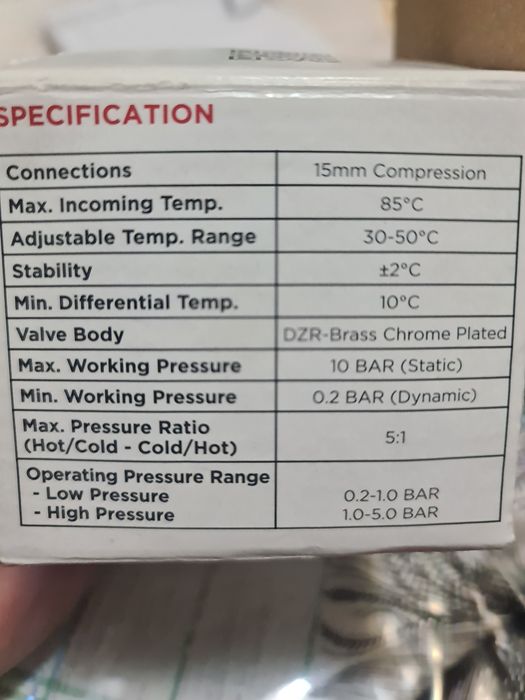 SPECIFICATION
Connections 15mm Compression
Max. Incoming Temp. 85°C
Adjustable Temp. Range 30-50°C
Stability ±2°C
Min. Differential Temp. 10°C
Valve Body DZR-Brass Chrome Plated
Max. Working Pressure 10 BAR (Static)
Min. Working Pressure 0.2 BAR (Dynamic)
Max. Pressure Ratio
(Hot/Cold - Cold/Hot) 5:1
Operating Pressure Range
- Low Pressure 0.2-1.0 BAR
- High Pressure 1.0-5.0 BAR